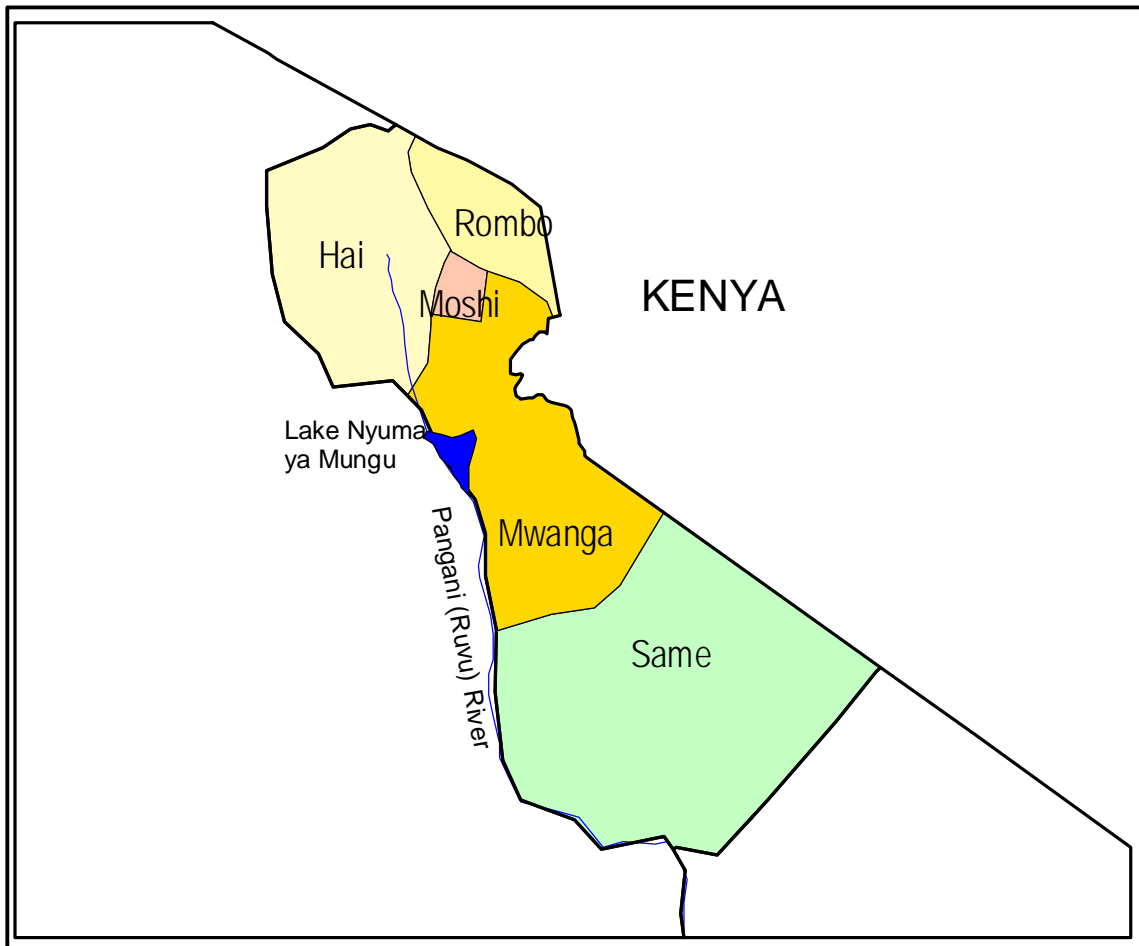 Rombo
Hai
KENYA
Moshi
Lake Nyuma
ya Mungu
Mwanga
Pangani (Ruvu) River
Same